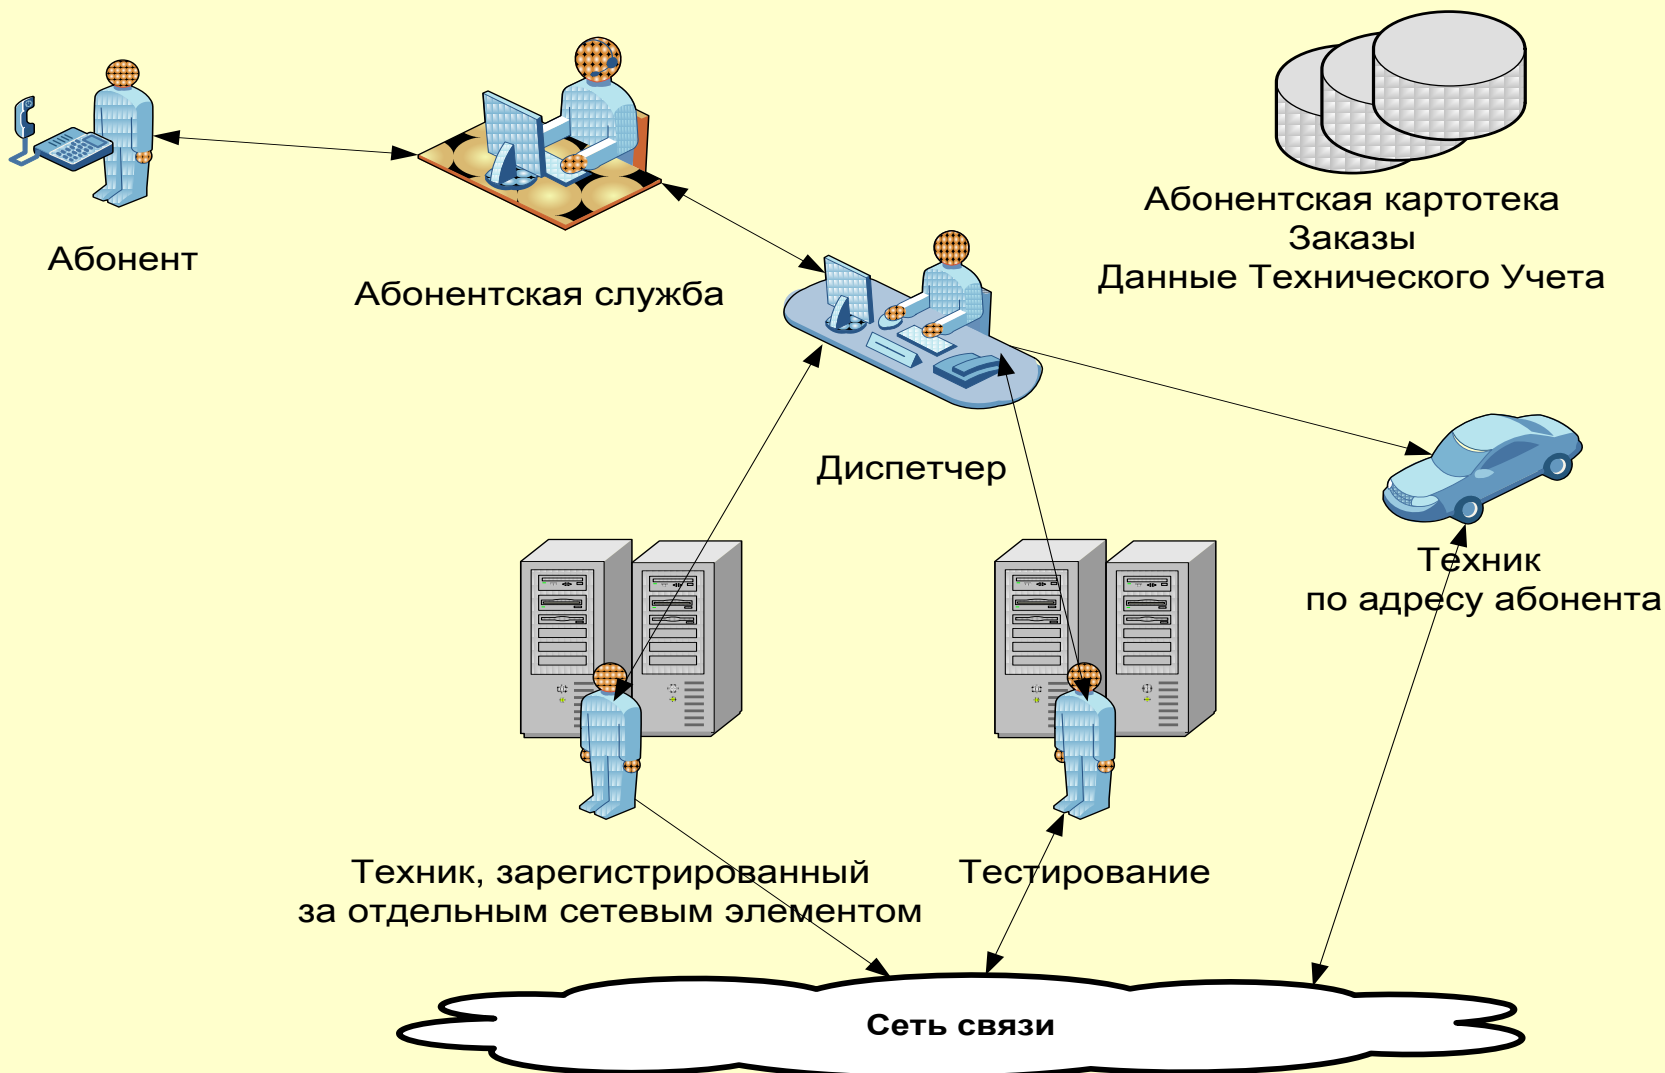 Абонент
Абонентская служба
Абонентская картотека
Заказы
Данные Технического Учета
Диспетчер
Техник
по адресу абонента
Техник, зарегистрированный
за отдельным сетевым элементом
Тестирование
Сеть связи